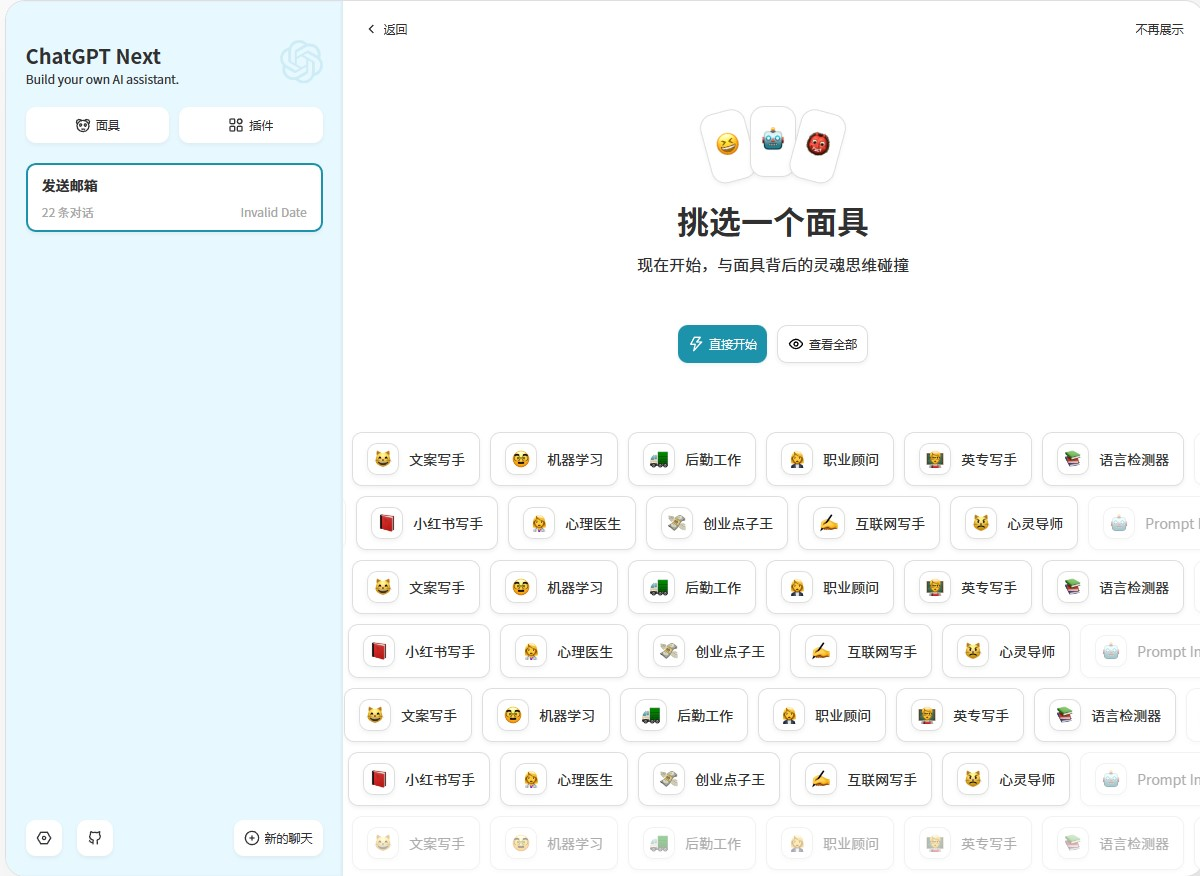 ChatGPT Next
Build your own AI assistant.
面具
插件
发送邮箱
22 条对话
Invalid Date
新的聊天
返回
不再展示
挑选一个面具
现在开始，与面具背后的灵魂思维碰撞
直接开始
查看全部
文案写手 机器学习 后勤工作 职业顾问 英专写手 语言检测器
小红书写手 心理医生 创业点子王 互联网写手 心灵导师 Prompt
文案写手 机器学习 后勤工作 职业顾问 英专写手 语言检测器
小红书写手 心理医生 创业点子王 互联网写手 心灵导师 Prompt Im
文案写手 机器学习 后勤工作 职业顾问 英专写手 语言检测器
小红书写手 心理医生 创业点子王 互联网写手 心灵导师 Prompt Im
文案写手 机器学习 后勤工作 职业顾问 英专写手 语言检测器